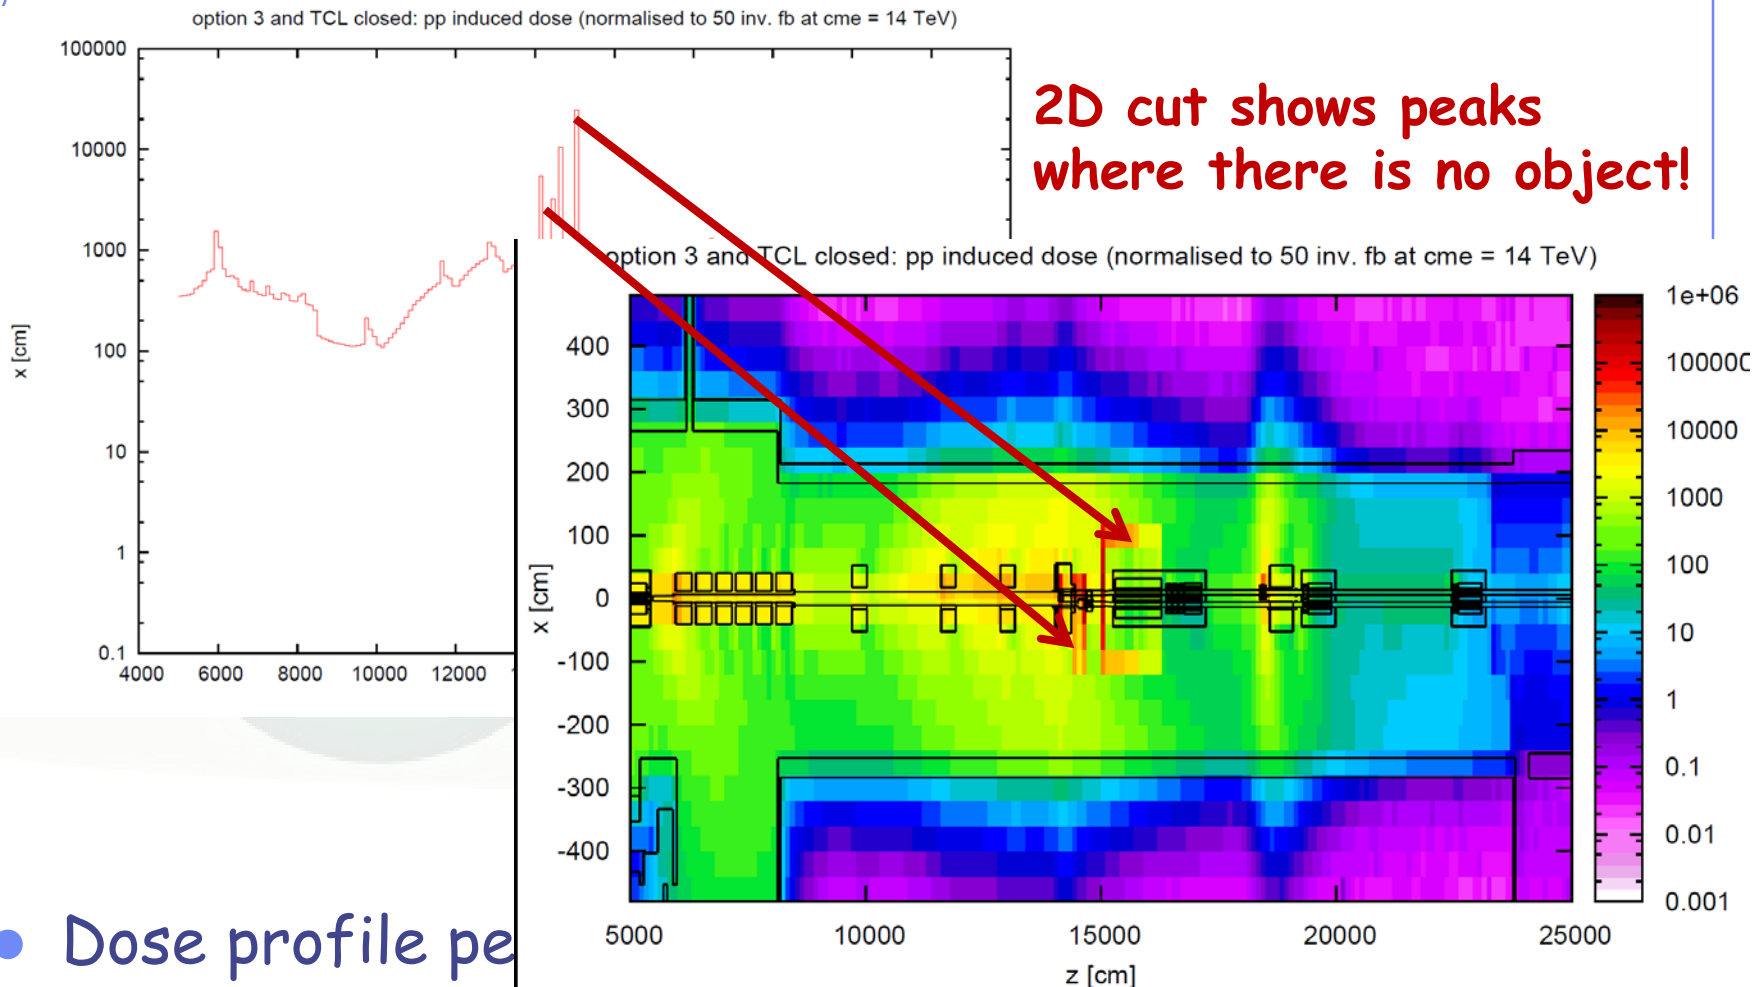 option 3 and TCL closed: pp induced dose (normalised to 50 inv. fb at cme = 14 TeV)
100000
10000
1000
100
10
1
0.1
x [cm]
4000 6000 8000 10000 12000
2D cut shows peaks
where there is no object!
option 3 and TCL closed: pp induced dose (normalised to 50 inv. fb at cme = 14 TeV)
400
300
200
100
0
-100
-200
-300
-400
x [cm]
5000 10000 15000 20000 25000
z [cm]
1e+06
100000
10000
1000
100
10
1
0.1
0.01
0.001
Dose profile pe